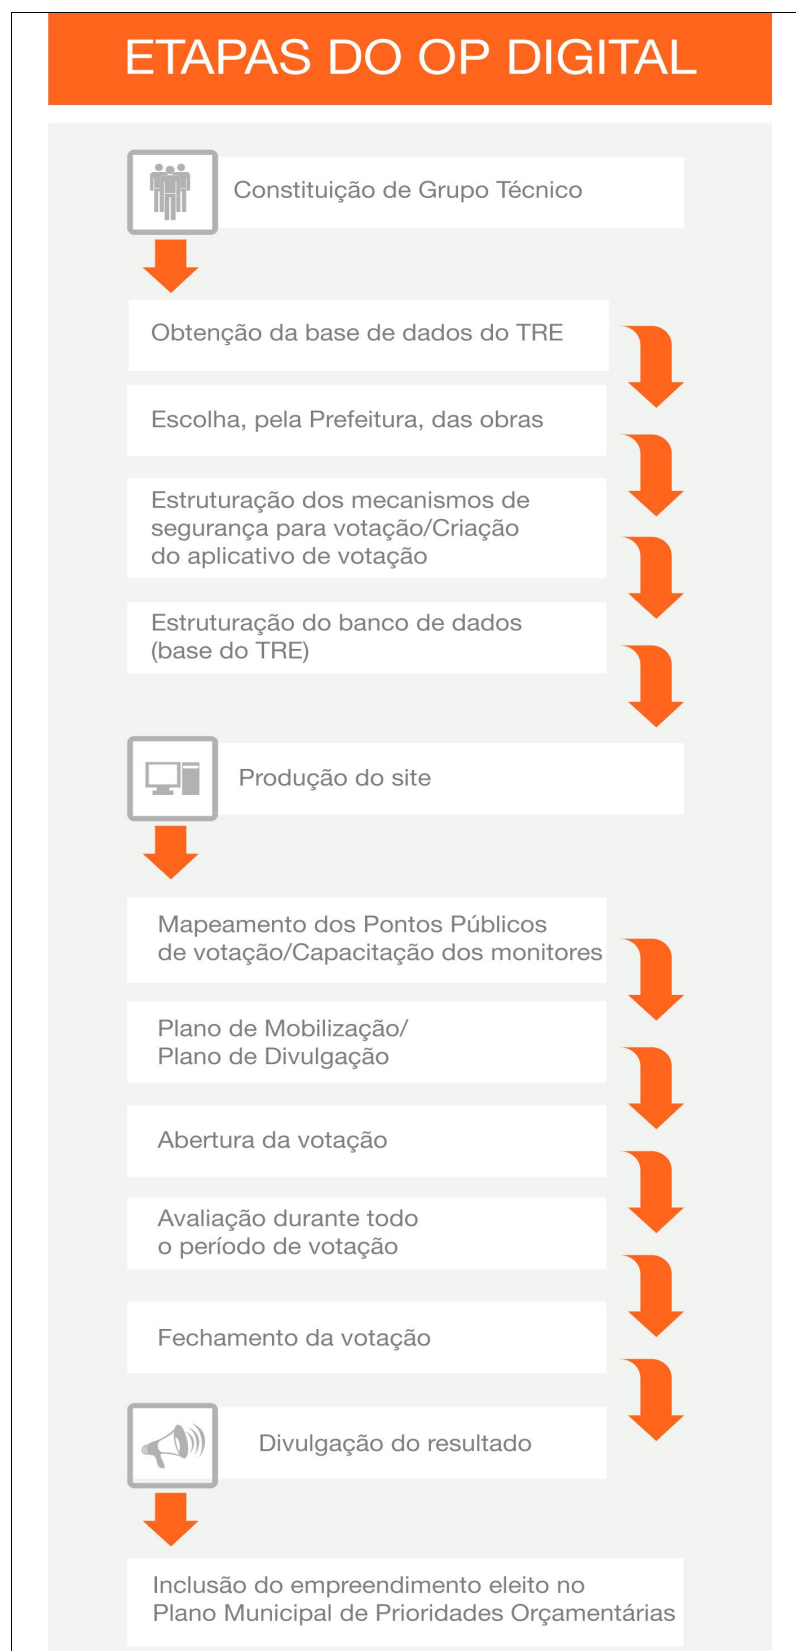 ETAPAS DO OP DIGITAL
Constituição de Grupo Técnico
Obtenção da base de dados do TRE
Escolha, pela Prefeitura, das obras
Estruturação dos mecanismos de
segurança para votação/Criação
do aplicativo de votação
Estruturação do banco de dados
(base do TRE)
Produção do site
Mapeamento dos Pontos Públicos
de votação/Capacitação dos monitores
Plano de Mobilização/
Plano de Divulgação
Abertura da votação
Avaliação durante todo
o período de votação
Fechamento da votação
Divulgação do resultado
Inclusão do empreendimento eleito no
Plano Municipal de Prioridades Orçamentárias